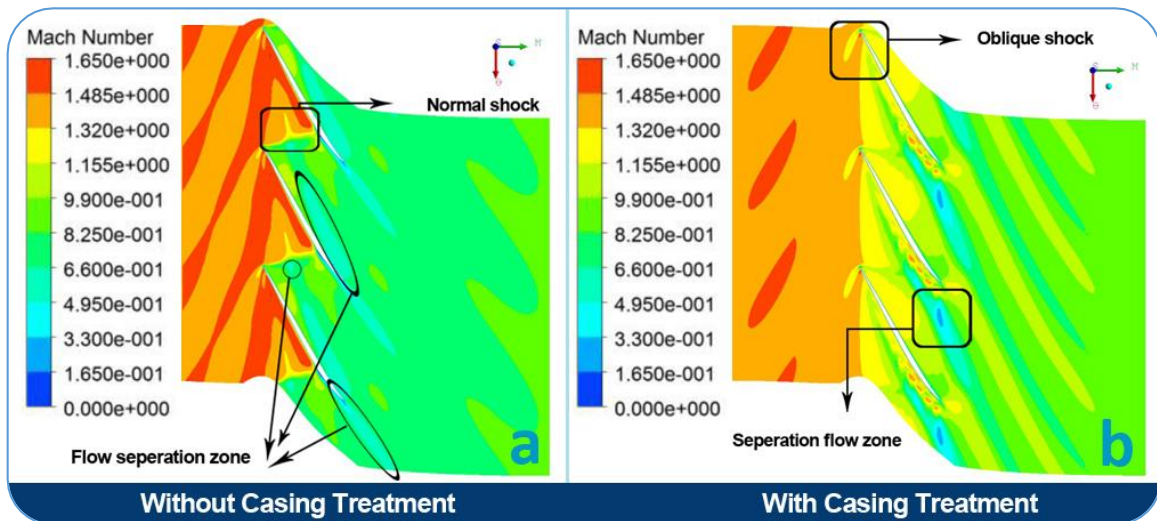 Mach Number
1.650e+000
1.485e+000
1.320e+000
1.155e+000
9.900e-001
8.250e-001
6.600e-001
4.950e-001
3.300e-001
1.650e-001
0.000e+000
Normal shock
Flow seperation zone
a
Without Casing Treatment
Mach Number
1.650e+000
1.485e+000
1.320e+000
1.155e+000
9.900e-001
8.250e-001
6.600e-001
4.950e-001
3.300e-001
1.650e-001
0.000e+000
Oblique shock
Seperation flow zone
b
With Casing Treatment